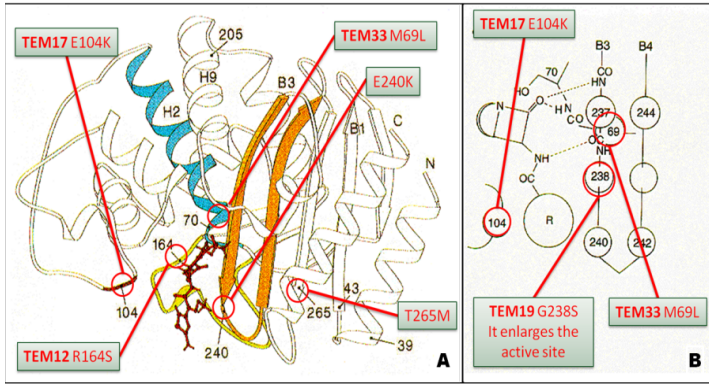 TEM17 E104K
205
TEM33 M69L
E240K
H9
B3
H2
B1
C
N
70
164
104
240
265
43
39
T265M
TEM12 R164S
A
TEM17 E104K
B3
B4
70
HO
CO
HN
O
N
HN
CO
237
244
69
OC
NH
NH
238
OC
104
R
240
242
TEM19 G238S
It enlarges the
active site
TEM33 M69L
B